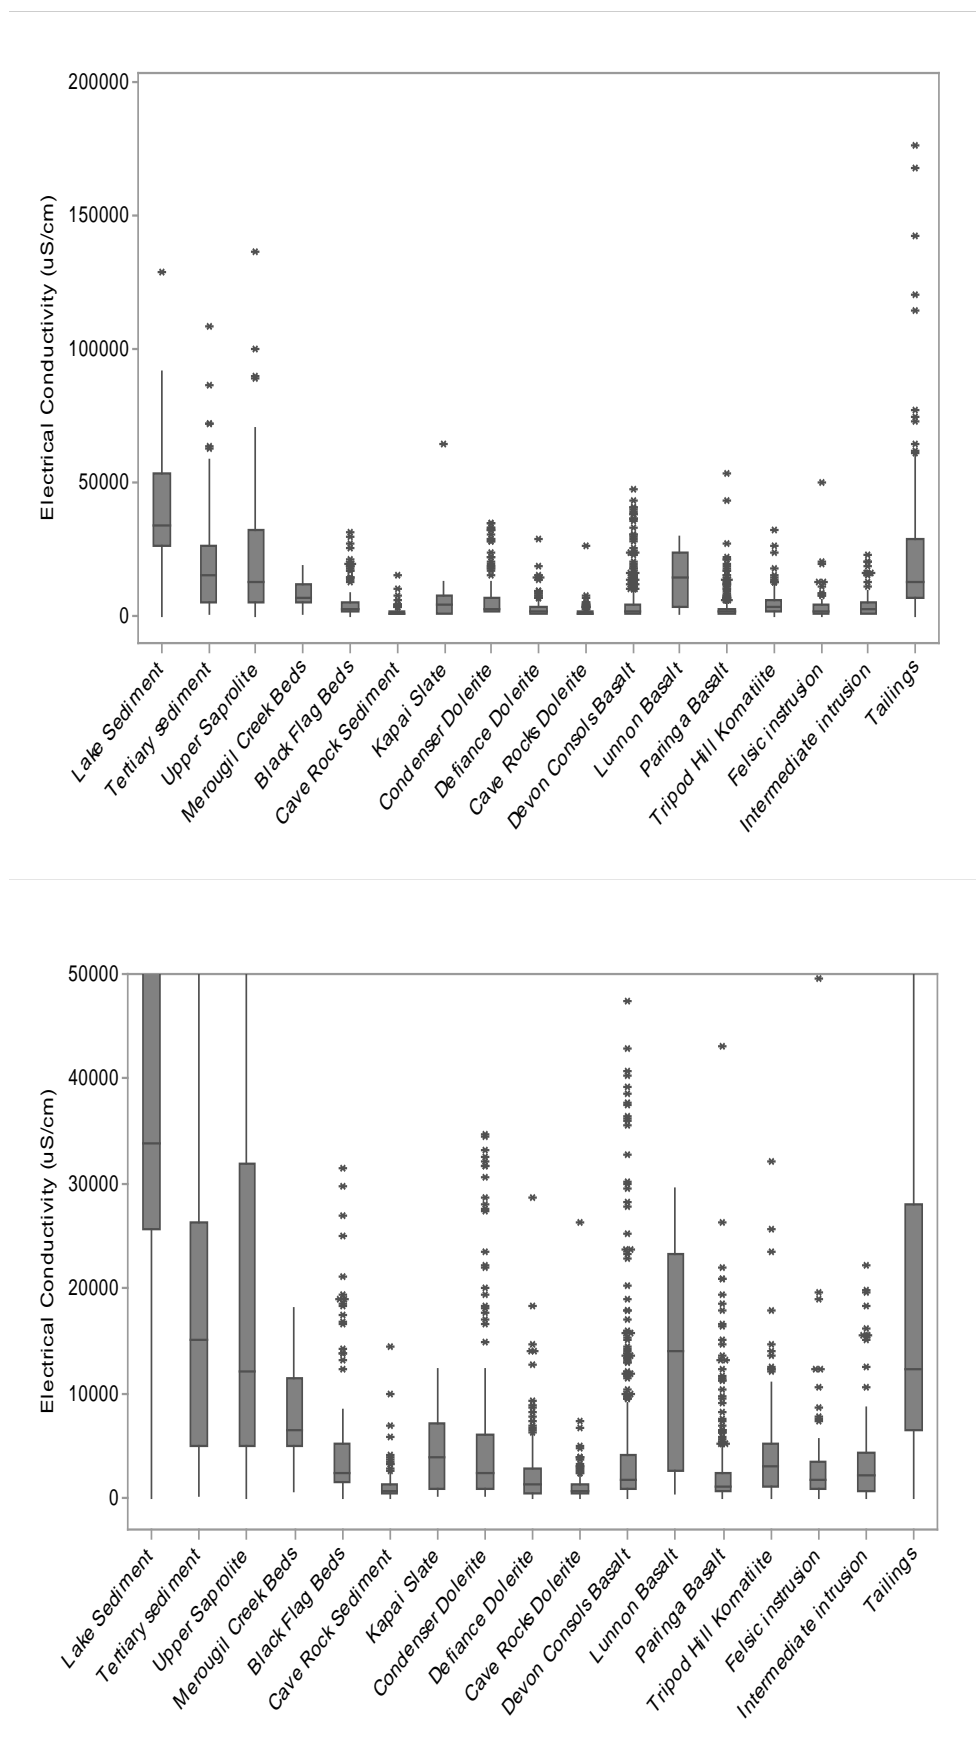 200000
150000
100000
50000
0
Electrical Conductivity (uS/cm)
Lake Sediment
Tertiary sediment
Upper Saprolite
Merougil Creek Beds
Black Flag Beds
Cave Rock Sediment
Kapai Slate
Condenser Dolerite
Defiance Dolerite
Cave Rocks Dolerite
Devon Consols Basalt
Lunnon Basalt
Paringa Basalt
Tripod Hill Komatiite
Felsic instrusion
Intermediate intrusion
Tailings
50000
40000
30000
20000
10000
0
Electrical Conductivity (uS/cm)
Lake Sediment
Tertiary sediment
Upper Saprolite
Merougil Creek Beds
Black Flag Beds
Cave Rock Sediment
Kapai Slate
Condenser Dolerite
Defiance Dolerite
Cave Rocks Dolerite
Devon Consols Basalt
Lunnon Basalt
Paringa Basalt
Tripod Hill Komatiite
Felsic instrusion
Intermediate intrusion
Tailings